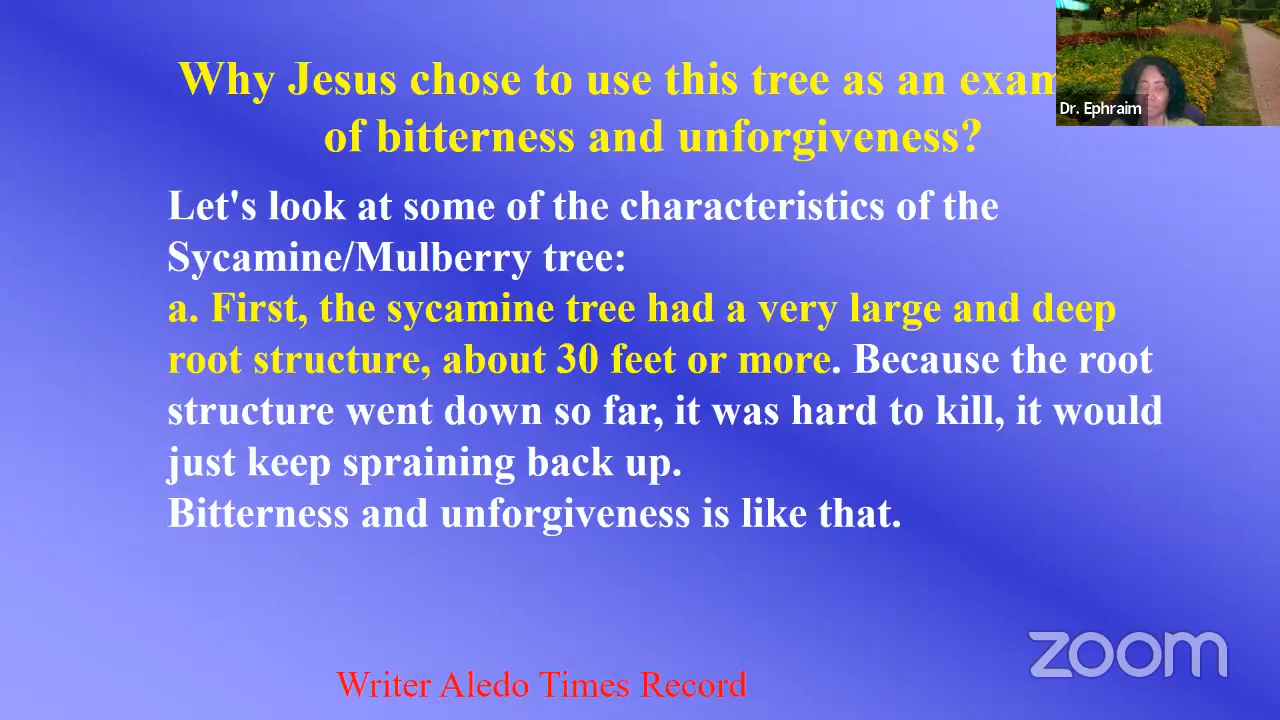 Why Jesus chose to use this tree as an exam
of bitterness and unforgiveness?
Dr. Ephraim
Let's look at some of the characteristics of the
Sycamine/Mulberry tree:
a. First, the sycamine tree had a very large and deep
root structure, about 30 feet or more. Because the root
structure went down so far, it was hard to kill, it would
just keep spraining back up.
Bitterness and unforgiveness is like that.
zoom
Writer Aledo Times Record